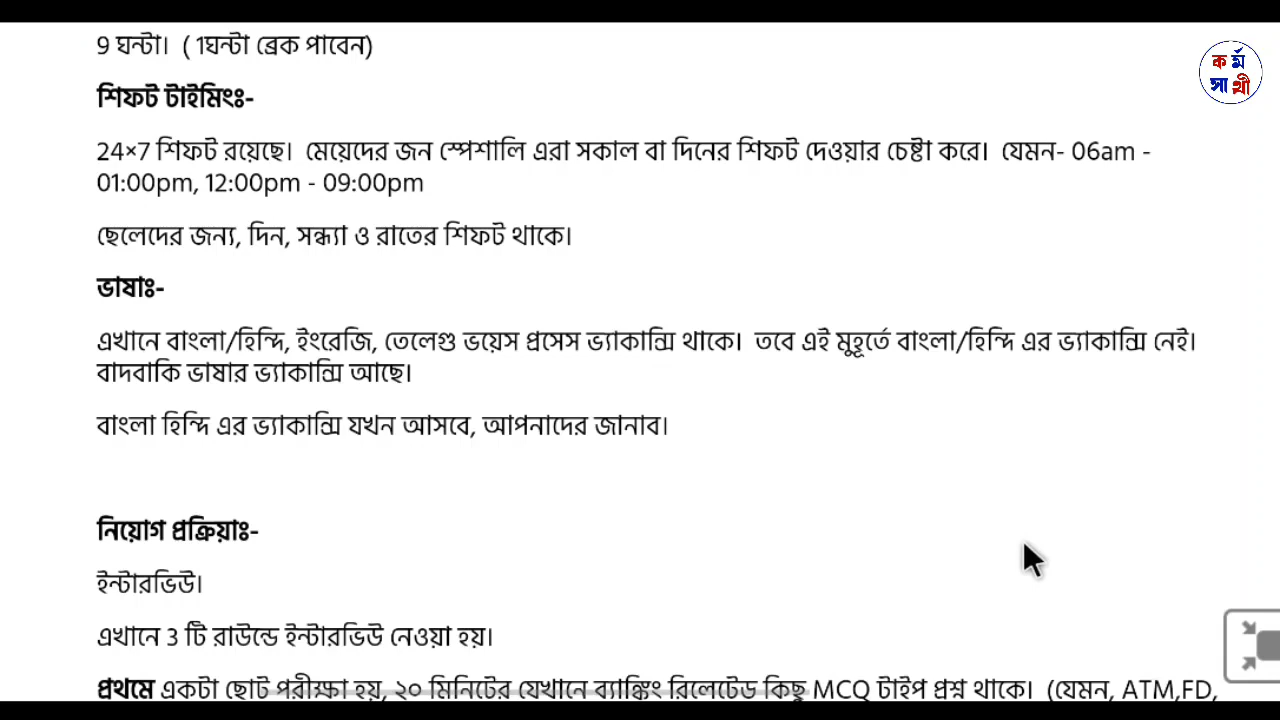 9 ঘন্টা। ( 1ঘন্টা ব্রেক পাবেন)
কর্ম
সাথী
শিফট টাইমিংঃ-
24×7 শিফট রয়েছে। মেয়েদের জন স্পেশালি এরা সকাল বা দিনের শিফট দেওয়ার চেষ্টা করে। যেমন- 06am -
01:00pm, 12:00pm - 09:00pm
ছেলেদের জন্য, দিন, সন্ধ্যা ও রাতের শিফট থাকে।
ভাষাঃ-
এখানে বাংলা/হিন্দি, ইংরেজি, তেলেগু ভয়েস প্রসেস ভ্যাকান্সি থাকে। তবে এই মুহূর্তে বাংলা/হিন্দি এর ভ্যাকান্সি নেই।
বাদবাকি ভাষার ভ্যাকান্সি আছে।
বাংলা হিন্দি এর ভ্যাকান্সি যখন আসবে, আপনাদের জানাব।
নিয়োগ প্রক্রিয়াঃ-
ইন্টারভিউ।
এখানে 3 টি রাউন্ডে ইন্টারভিউ নেওয়া হয়।
প্রথমে একটা ছোট পরীক্ষা হয়, ২০ মিনিটের যেখানে ব্যাঙ্কিং রিলেটেড কিছু MCQ টাইপ প্রশ্ন থাকে। (যেমন, ATM,FD,